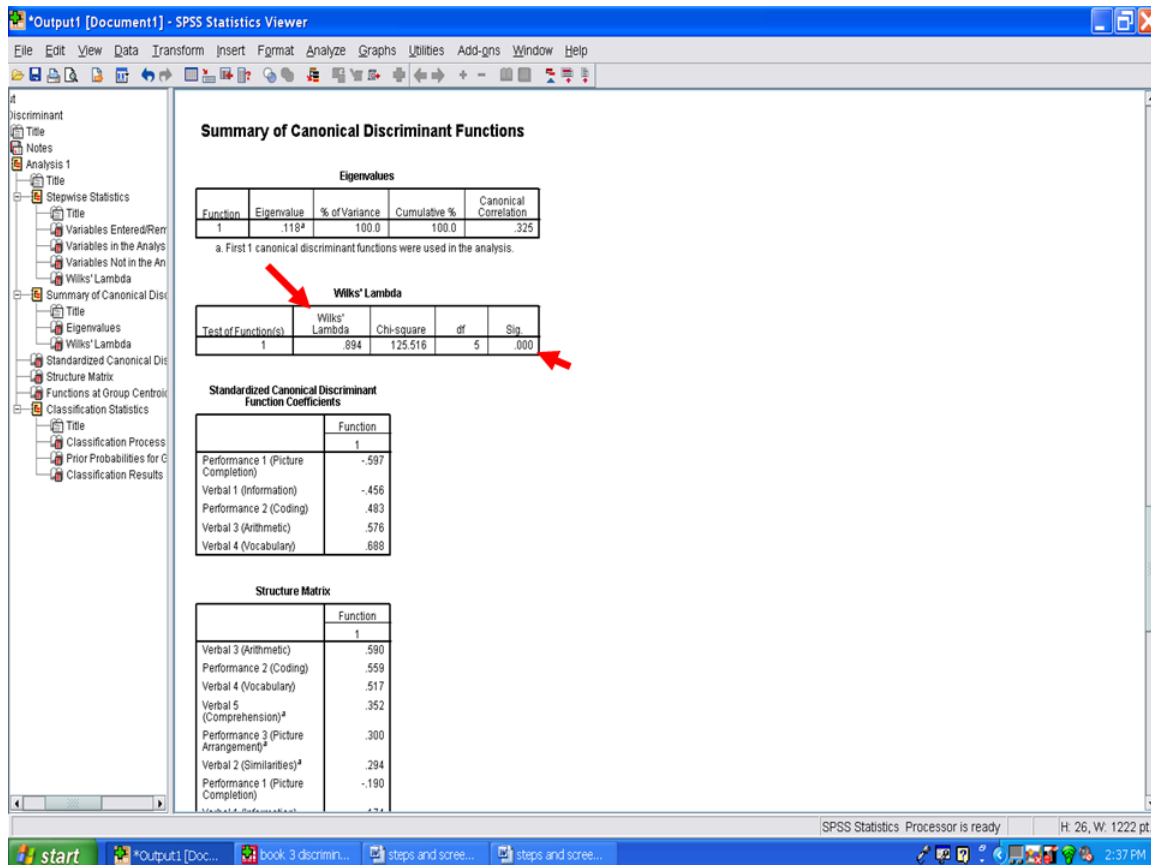 *Output1 [Document1] - SPSS Statistics Viewer
File Edit View Data Transform Insert Format Analyze Graphs Utilities Add-ons Window Help
Discriminant
Title
Notes
Analysis 1
Title
Stepwise Statistics
Title
Variables Entered/Rem
Variables in the Analys
Variables Not in the An
Wilks' Lambda
Summary of Canonical Disc
Title
Eigenvalues
Wilks' Lambda
Standardized Canonical Dis
Structure Matrix
Functions at Group Centroid
Classification Statistics
Title
Classification Process
Prior Probabilities for G
Classification Results
Summary of Canonical Discriminant Functions
Eigenvalues
Function Eigenvalue % of Variance Cumulative % Canonical Correlation
1 .118a 100.0 100.0 .325
a. First 1 canonical discriminant functions were used in the analysis.
Wilks' Lambda
Test of Function(s) Wilks' Lambda Chi-square df Sig.
1 .894 125.516 5 .000
Standardized Canonical Discriminant
Function Coefficients
Function
1
Performance 1 (Picture Completion) -.597
Verbal 1 (Information) -.456
Performance 2 (Coding) .483
Verbal 3 (Arithmetic) .576
Verbal 4 (Vocabulary) .688
Structure Matrix
Function
1
Verbal 3 (Arithmetic) .590
Performance 2 (Coding) .559
Verbal 4 (Vocabulary) .517
Verbal 5 (Comprehension)a .352
Performance 3 (Picture Arrangement)a .300
Verbal 2 (Similarities)a .294
Performance 1 (Picture Completion) -.190
SPSS Statistics Processor is ready H: 26, W: 1222 pt
start *Output1 [Doc... book 3 discrimin... steps and scree... steps and scree... 2:37 PM